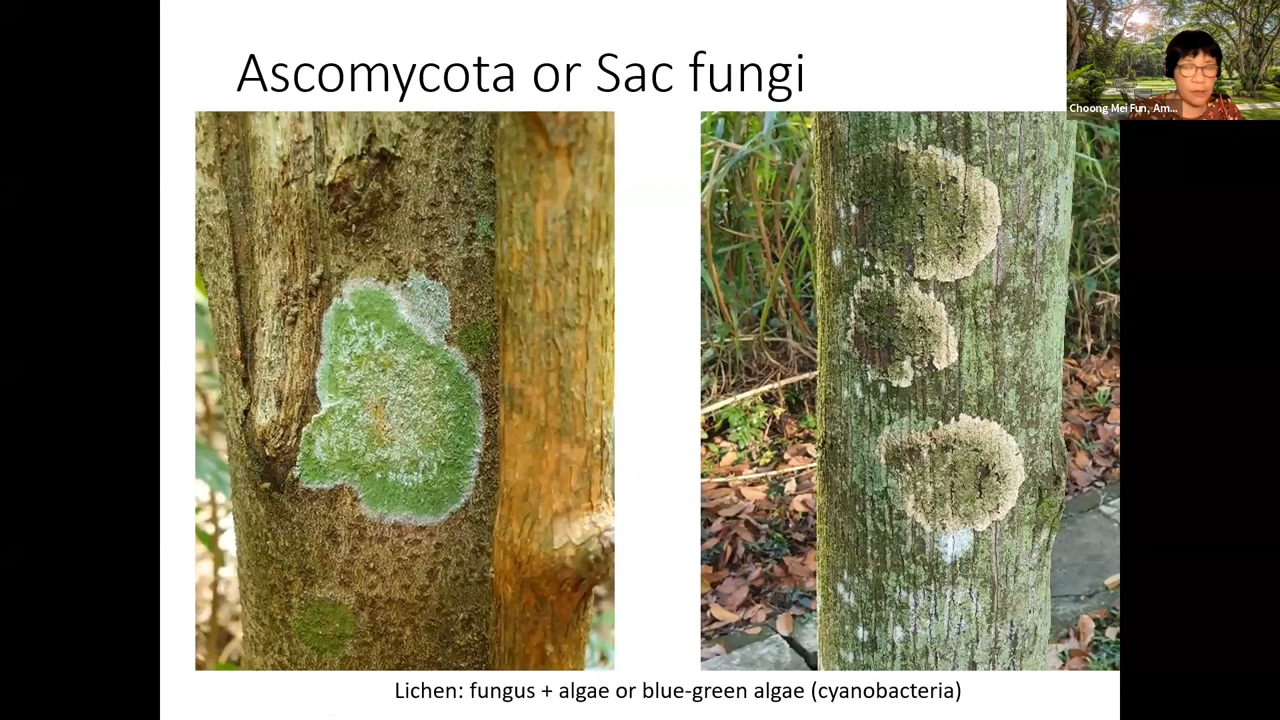 Ascomycota or Sac fungi
Choong Mei Fun, Am...
Lichen: fungus + algae or blue-green algae (cyanobacteria)